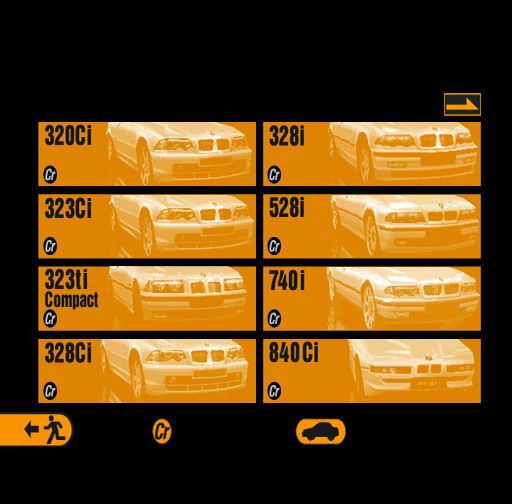 320Ci
Cr
328i
Cr
323Ci
Cr
528i
Cr
323ti
Compact
Cr
740i
Cr
328Ci
Cr
840Ci
Cr
Cr